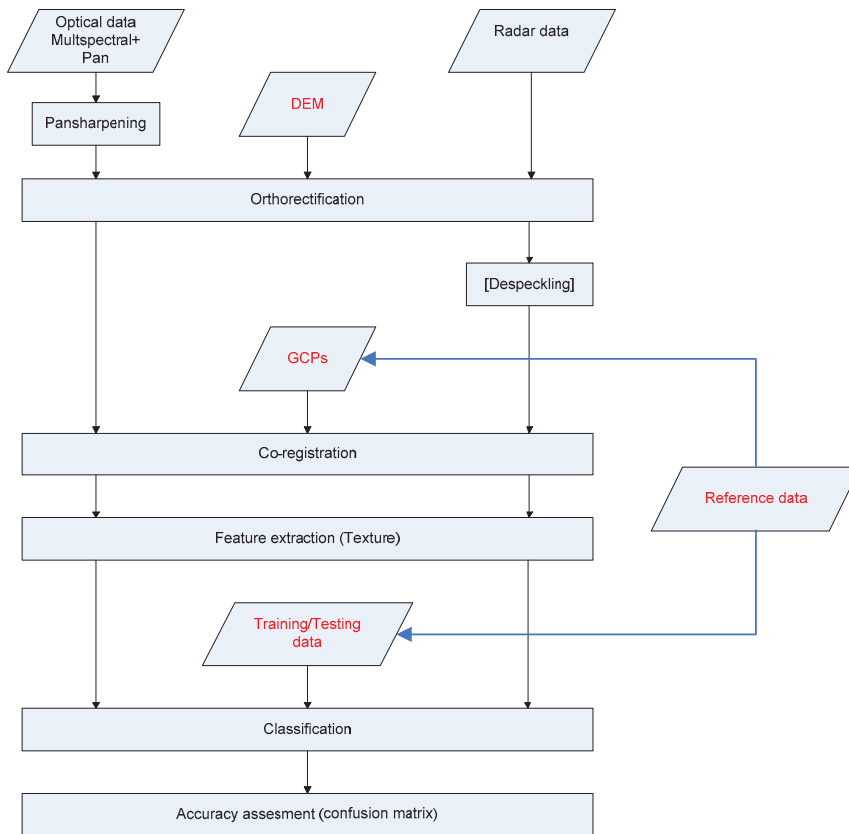 Optical data
Multspectral+
Pan
Radar data
DEM
Pansharpening
Orthorectification
[Despeckling]
GCPs
Co-registration
Reference data
Feature extraction (Texture)
Training/Testing
data
Classification
Accuracy assesment (confusion matrix)